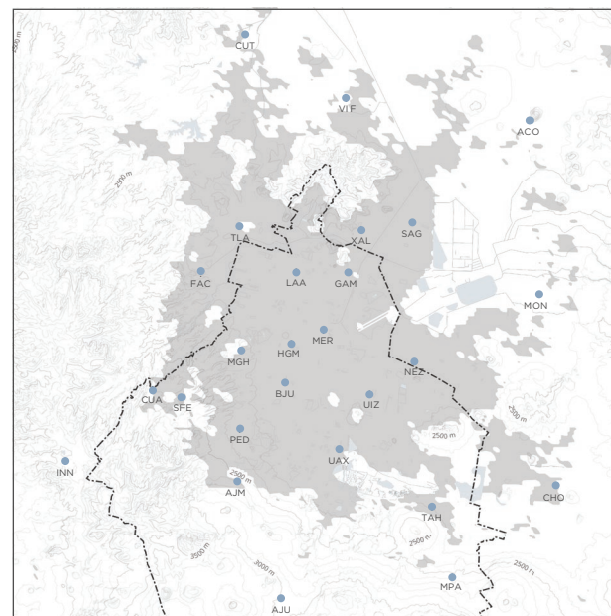 2500 m
CUT
VIF
ACO
2500 m
TLA
XAL
SAG
FAC
LAA
GAM
MON
MER
HGM
MGH
NEZ
CUA
SFE
BJU
UIZ
2500 m
PED
2500 m
UAX
INN
2500 m
AJM
CHO
TAH
3500 m
3000 m
2500 m
2500 m
MPA
AJU